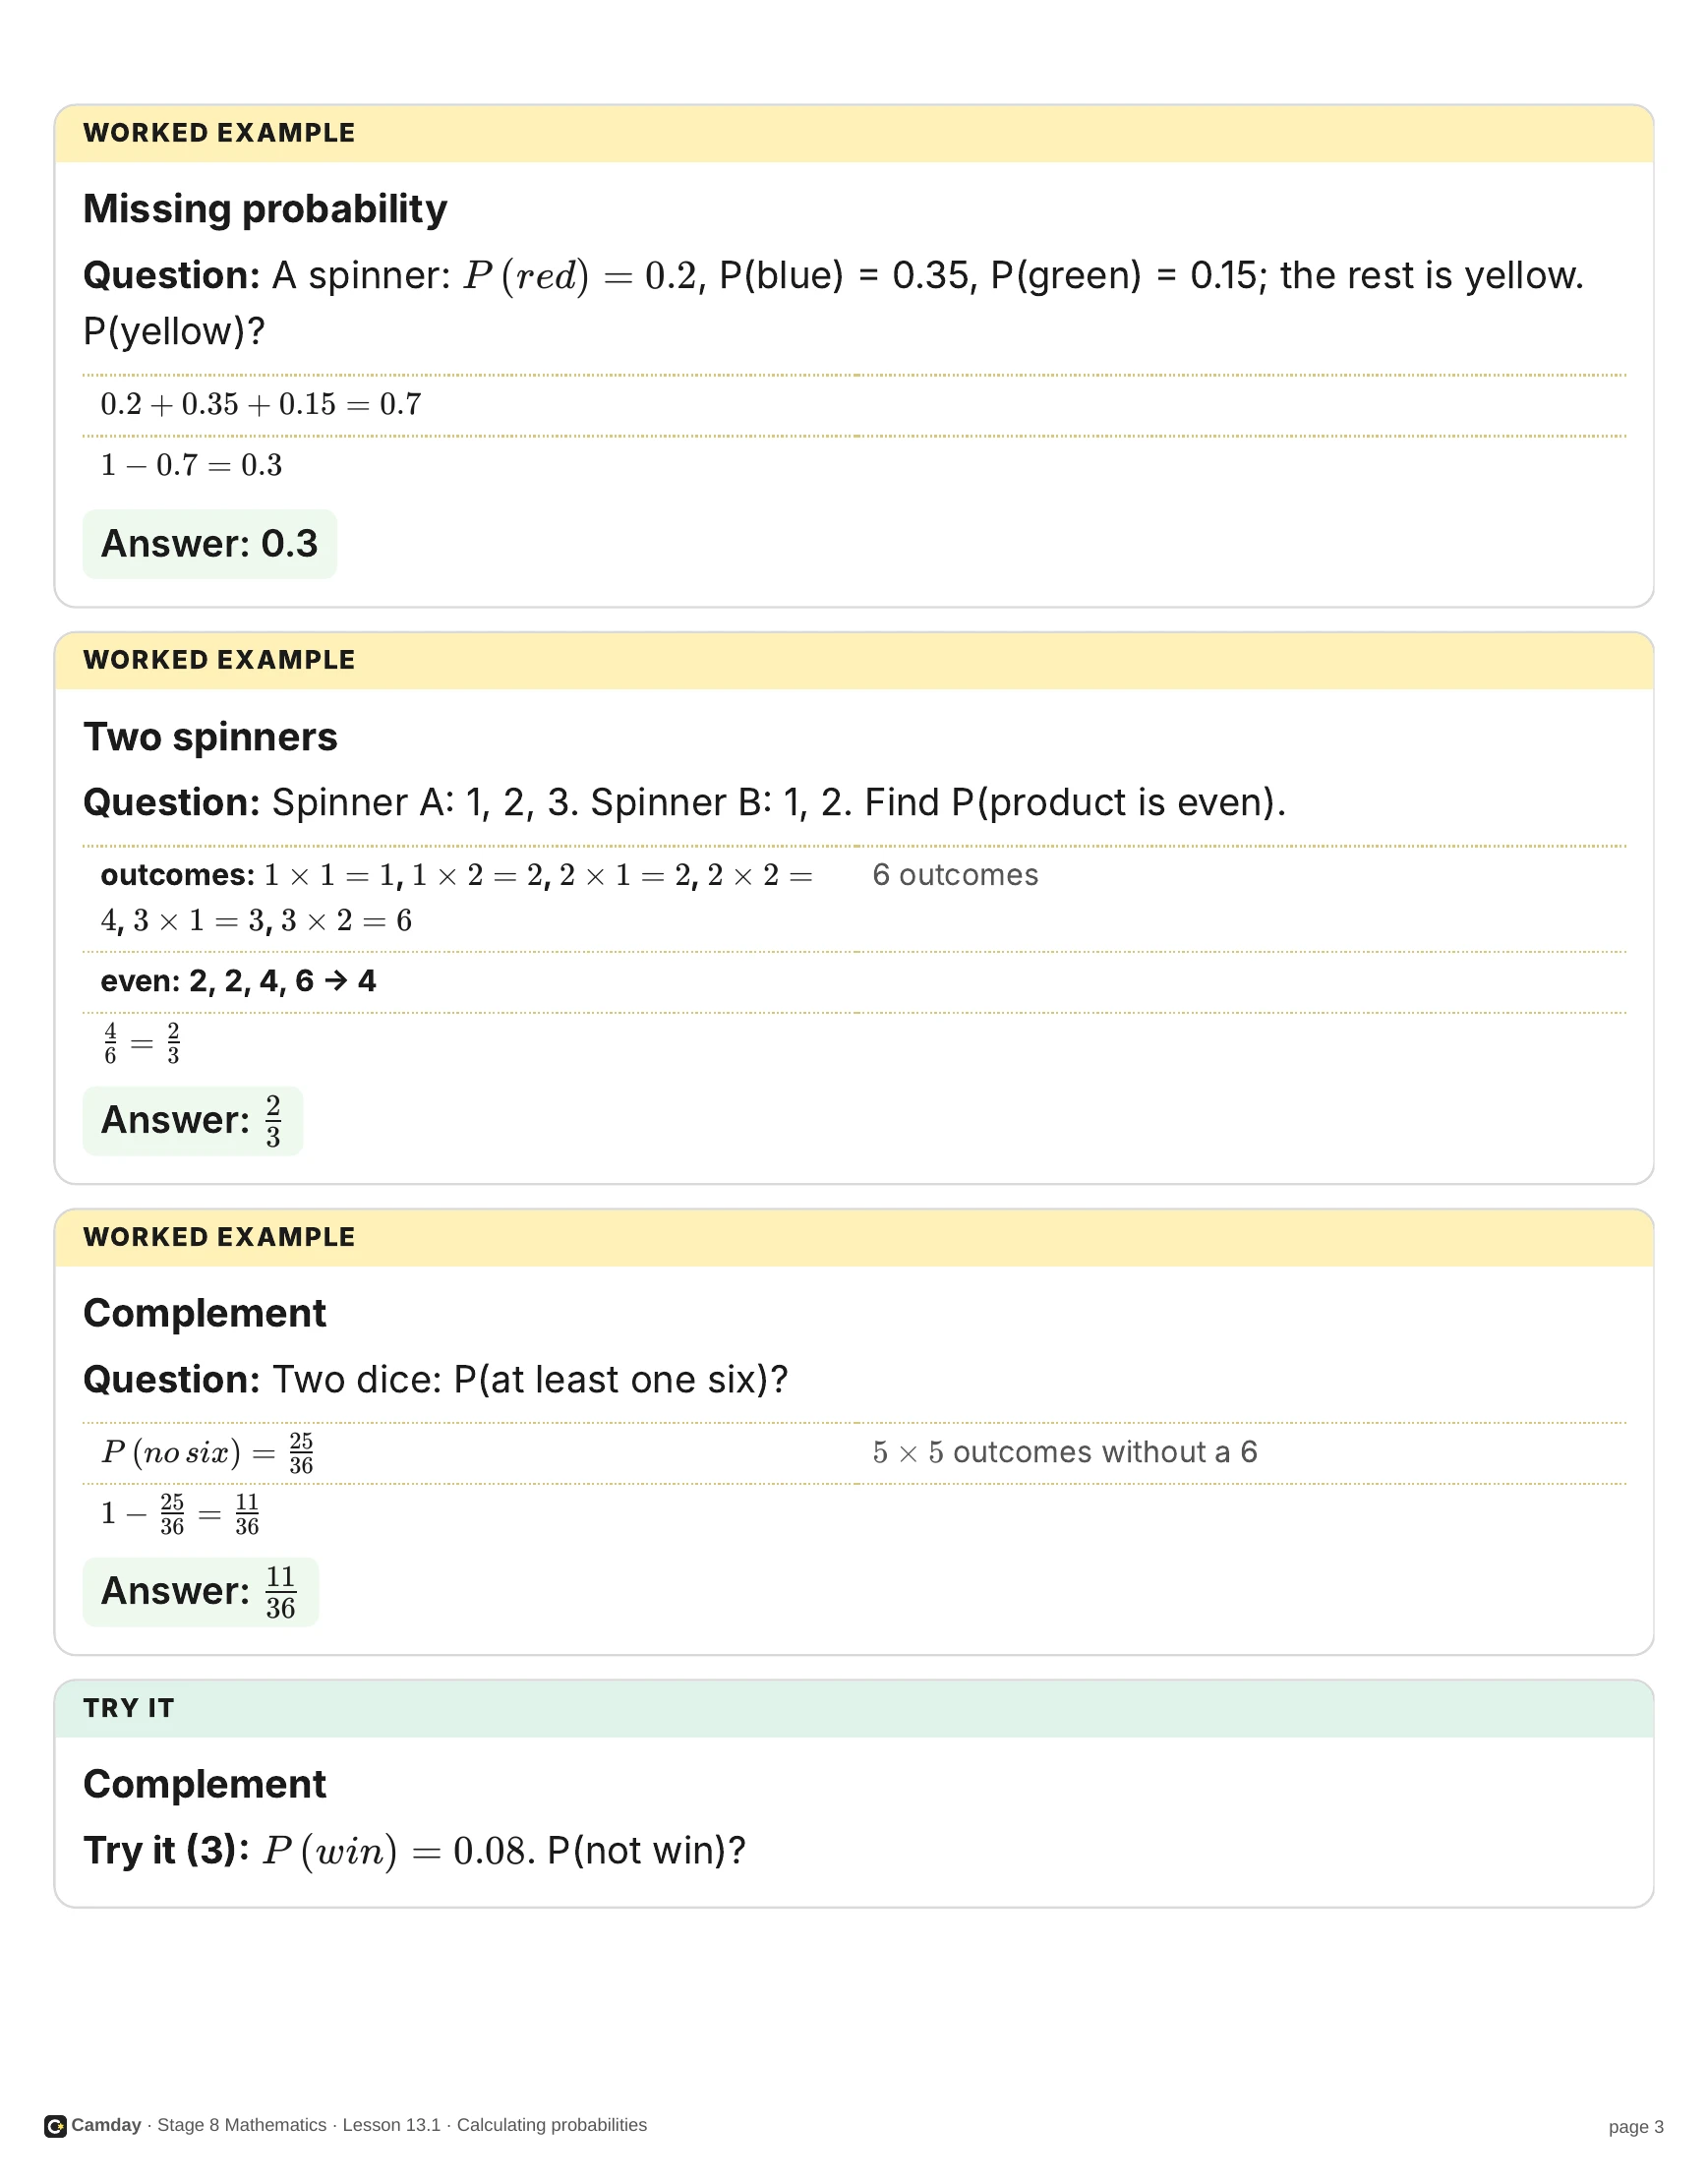 WORKED EXAMPLE
Missing probability
Question: A spinner: P (red) = 0.2, P(blue) = 0.35, P(green) = 0.15; the rest is yellow.
P(yellow)?
0.2 + 0.35 + 0.15 = 0.7
1 − 0.7 = 0.3
Answer: 0.3
WORKED EXAMPLE
Two spinners
Question: Spinner A: 1, 2, 3. Spinner B: 1, 2. Find P(product is even).
outcomes: 1 × 1 = 1, 1 × 2 = 2, 2 × 1 = 2, 2 × 2 = 6 outcomes
4, 3 × 1 = 3, 3 × 2 = 6
even: 2, 2, 4, 6 → 4
4/6 = 2/3
Answer: 2/3
WORKED EXAMPLE
Complement
Question: Two dice: P(at least one six)?
P (no six) = 25/36 5 × 5 outcomes without a 6
1 − 25/36 = 11/36
Answer: 11/36
TRY IT
Complement
Try it (3): P (win) = 0.08. P(not win)?
Camday · Stage 8 Mathematics · Lesson 13.1 · Calculating probabilities page 3